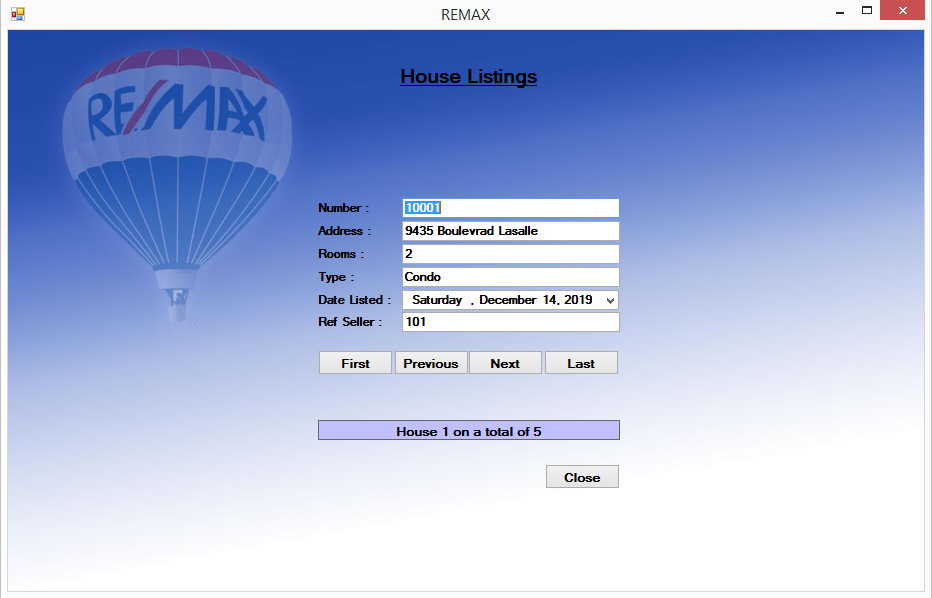 REMAX
RE/MAX
House Listings
Number : 10001
Address : 9435 Boulevrad Lasalle
Rooms : 2
Type : Condo
Date Listed : Saturday , December 14, 2019
Ref Seller : 101
First Previous Next Last
House 1 on a total of 5
Close